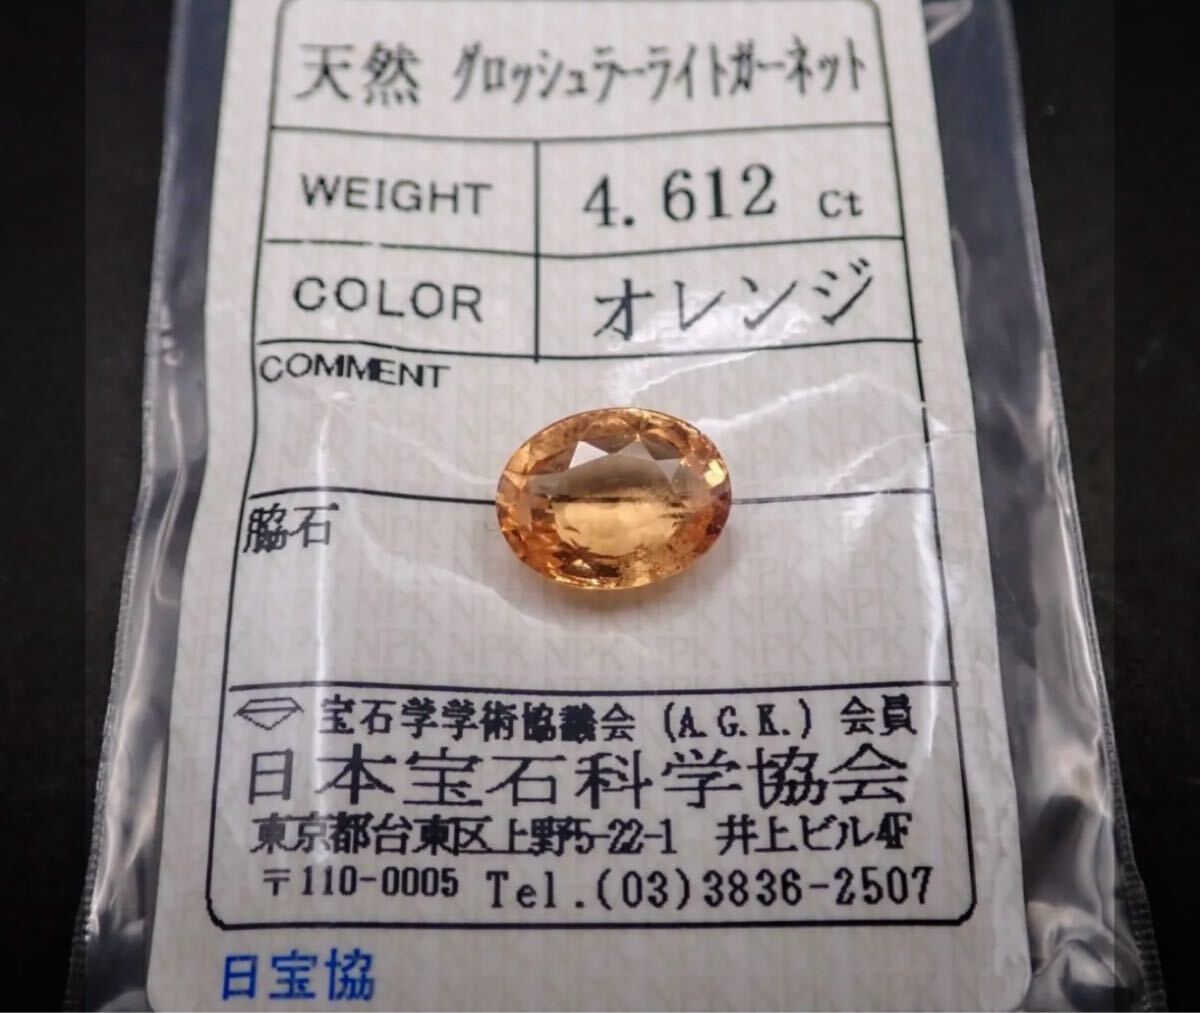 天然 グロッシュラーライトガーネット
WEIGHT 4.612 ct
COLOR オレンジ
COMMENT
脇石
宝石学学術協議会 (A.G.K.) 会員
日本宝石科学協会
東京都台東区上野5-22-1 井上ビル4F
〒110-0005 Tel.(03)3836-2507
日宝協